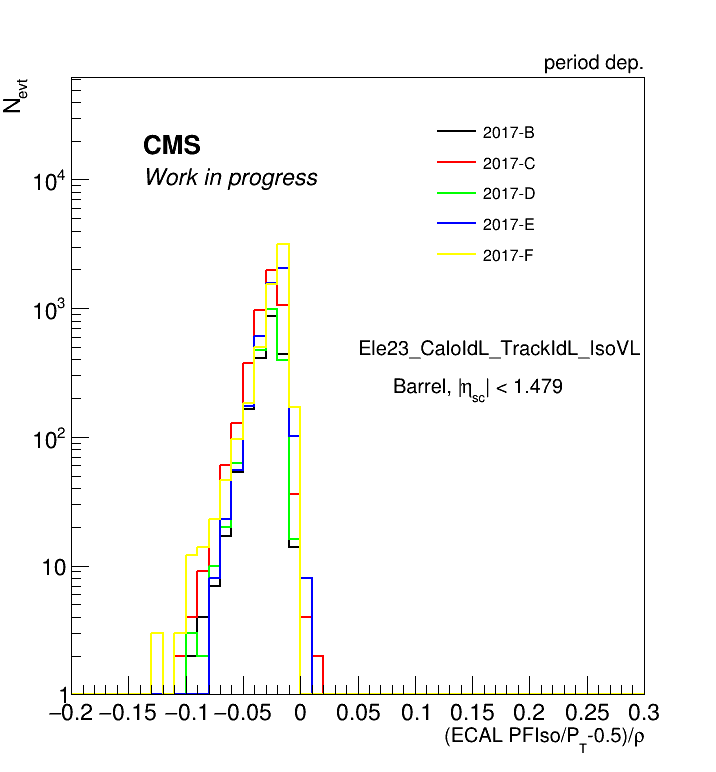 period dep.
N_evt
CMS
Work in progress
2017-B
2017-C
2017-D
2017-E
2017-F
Ele23_CaloIdL_TrackIdL_IsoVL
Barrel, |η_sc| < 1.479
10^4
10^3
10^2
10
1
−0.2 −0.15 −0.1 −0.05 0 0.05 0.1 0.15 0.2 0.25 0.3
(ECAL PFIso/P_T-0.5)/ρ